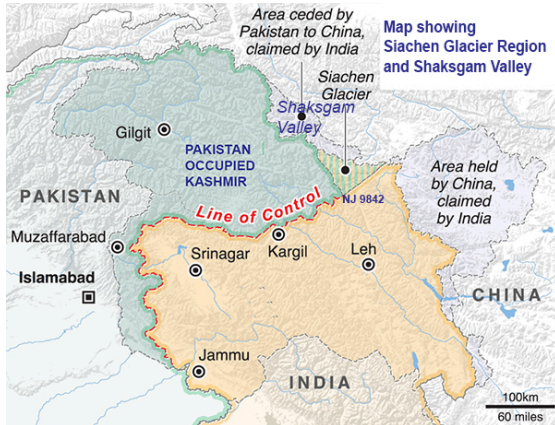 Area ceded by
Pakistan to China,
claimed by India
Map showing
Siachen Glacier Region
and Shaksgam Valley
Siachen
Glacier
Shaksgam
Valley
Gilgit
PAKISTAN
OCCUPIED
KASHMIR
Area held
by China,
claimed
by India
PAKISTAN
Line of Control
NJ 9842
Muzaffarabad
Srinagar
Kargil
Leh
Islamabad
CHINA
Jammu
INDIA
100km
60 miles